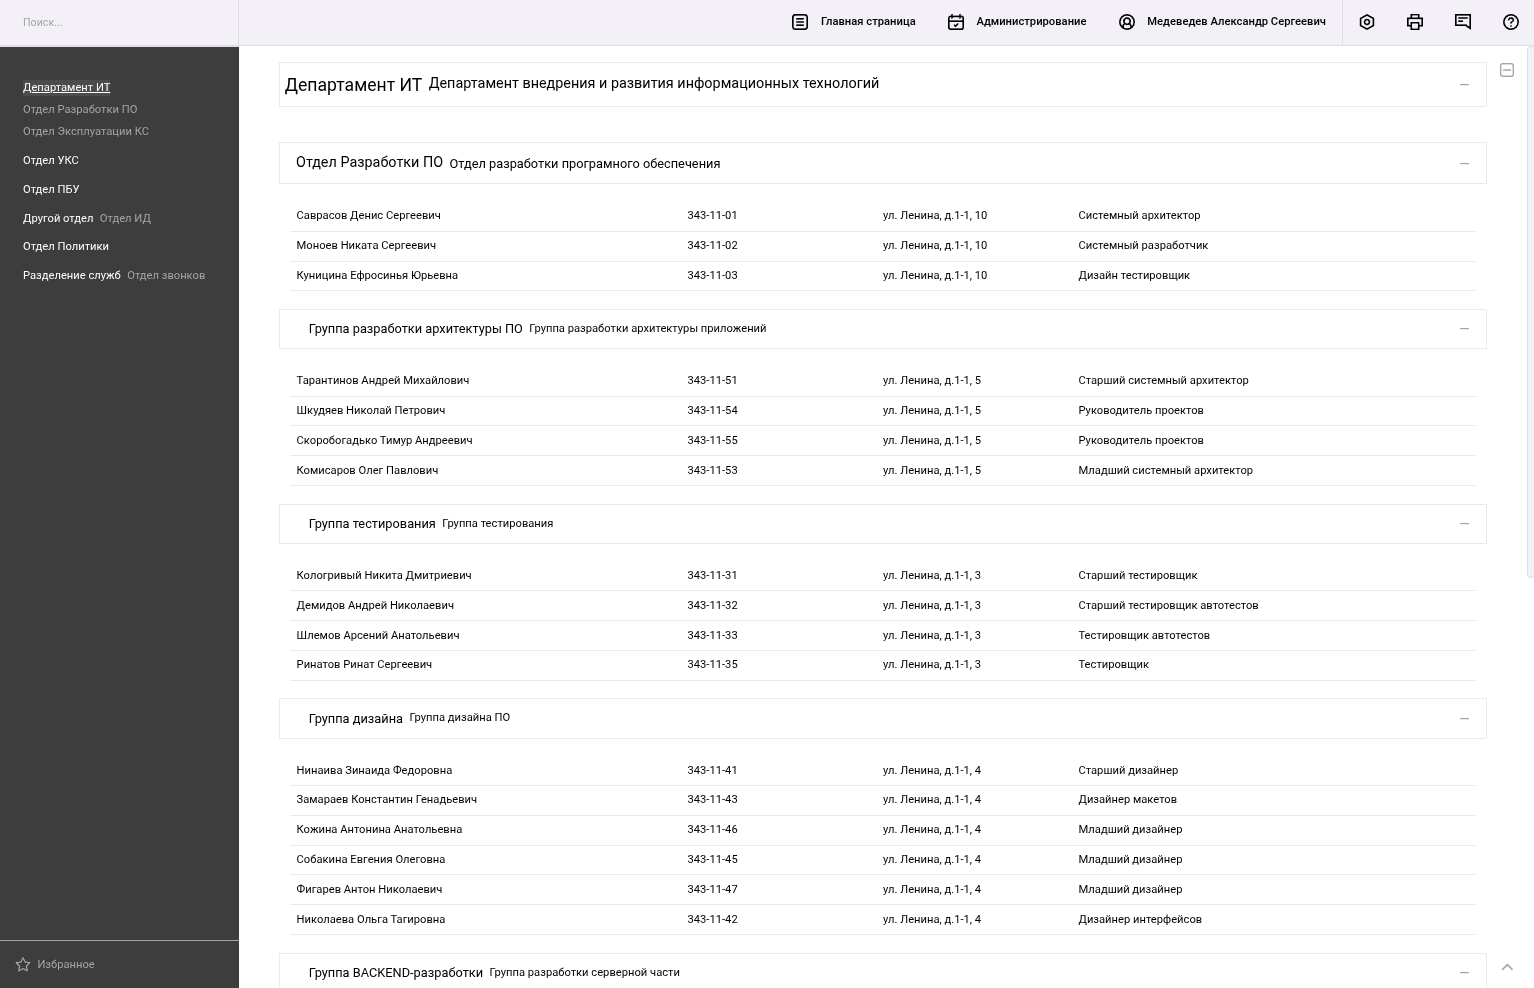 Поиск...
Главная страница Администрирование Медеведев Александр Сергеевич
Департамент ИТ
Отдел Разработки ПО
Отдел Эксплуатации КС
Отдел УКС
Отдел ПБУ
Другой отдел Отдел ИД
Отдел Политики
Разделение служб Отдел звонков
Избранное
Департамент ИТ Департамент внедрения и развития информационных технологий
Отдел Разработки ПО Отдел разработки програмного обеспечения
Саврасов Денис Сергеевич 343-11-01 ул. Ленина, д.1-1, 10 Системный архитектор
Моноев Никата Сергеевич 343-11-02 ул. Ленина, д.1-1, 10 Системный разработчик
Куницина Ефросинья Юрьевна 343-11-03 ул. Ленина, д.1-1, 10 Дизайн тестировщик
Группа разработки архитектуры ПО Группа разработки архитектуры приложений
Тарантинов Андрей Михайлович 343-11-51 ул. Ленина, д.1-1, 5 Старший системный архитектор
Шкудяев Николай Петрович 343-11-54 ул. Ленина, д.1-1, 5 Руководитель проектов
Скоробогадько Тимур Андреевич 343-11-55 ул. Ленина, д.1-1, 5 Руководитель проектов
Комисаров Олег Павлович 343-11-53 ул. Ленина, д.1-1, 5 Младший системный архитектор
Группа тестирования Группа тестирования
Кологривый Никита Дмитриевич 343-11-31 ул. Ленина, д.1-1, 3 Старший тестировщик
Демидов Андрей Николаевич 343-11-32 ул. Ленина, д.1-1, 3 Старший тестировщик автотестов
Шлемов Арсений Анатольевич 343-11-33 ул. Ленина, д.1-1, 3 Тестировщик автотестов
Ринатов Ринат Сергеевич 343-11-35 ул. Ленина, д.1-1, 3 Тестировщик
Группа дизайна Группа дизайна ПО
Нинаива Зинаида Федоровна 343-11-41 ул. Ленина, д.1-1, 4 Старший дизайнер
Замараев Константин Генадьевич 343-11-43 ул. Ленина, д.1-1, 4 Дизайнер макетов
Кожина Антонина Анатольевна 343-11-46 ул. Ленина, д.1-1, 4 Младший дизайнер
Собакина Евгения Олеговна 343-11-45 ул. Ленина, д.1-1, 4 Младший дизайнер
Фигарев Антон Николаевич 343-11-47 ул. Ленина, д.1-1, 4 Младший дизайнер
Николаева Ольга Тагировна 343-11-42 ул. Ленина, д.1-1, 4 Дизайнер интерфейсов
Группа BACKEND-разработки Группа разработки серверной части